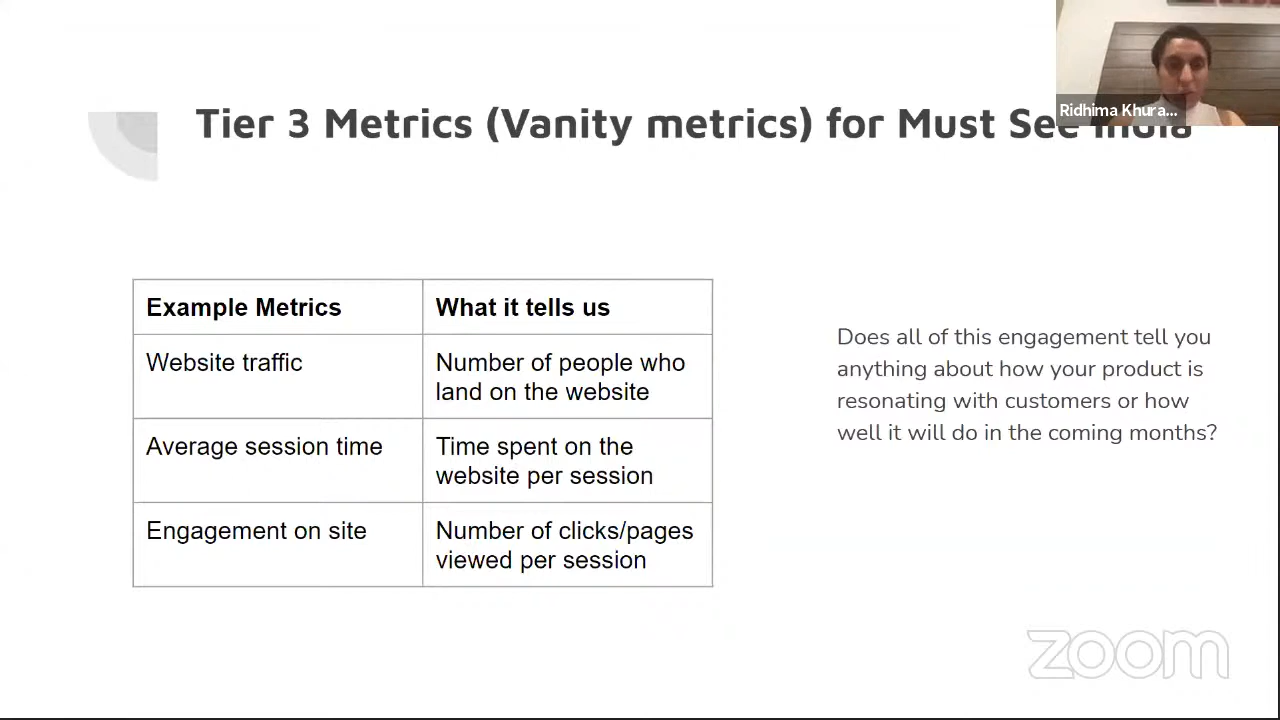 Ridhima Khura...
Tier 3 Metrics (Vanity metrics) for Must See India
Example Metrics
What it tells us
Website traffic
Number of people who
land on the website
Average session time
Time spent on the
website per session
Engagement on site
Number of clicks/pages
viewed per session
Does all of this engagement tell you
anything about how your product is
resonating with customers or how
well it will do in the coming months?
zoom